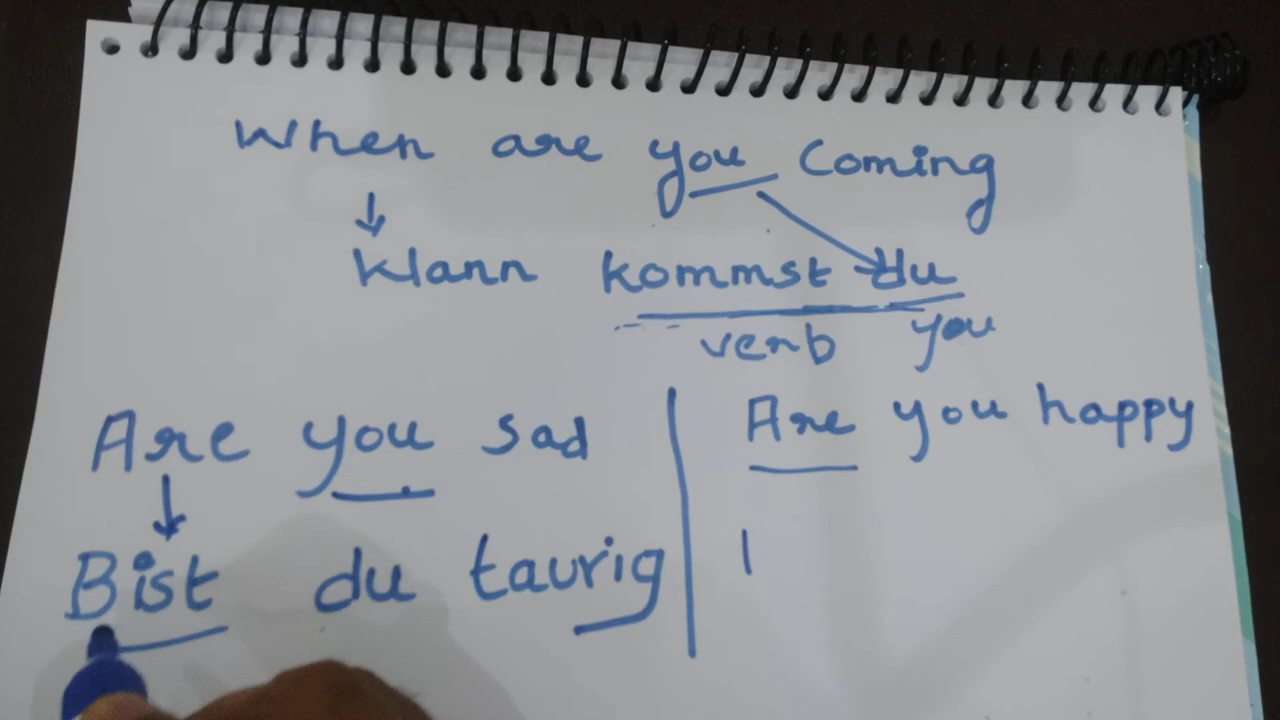 When are you Coming
klann kommst du
verb you
Are you sad
Bist du taurig
Are you happy